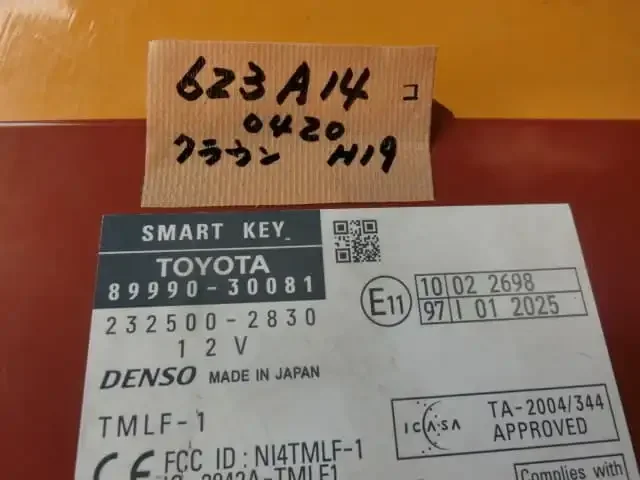 623 A 14 コ
0420
クラウン H19
SMART KEY
TOYOTA
89990-30081
232500-2830
12V
DENSO MADE IN JAPAN
E11
10 02 2698
97 I 01 2025
TMLF-1
ICASA
TA-2004/344
APPROVED
CE FCC ID : NI4TMLF-1
Complies with